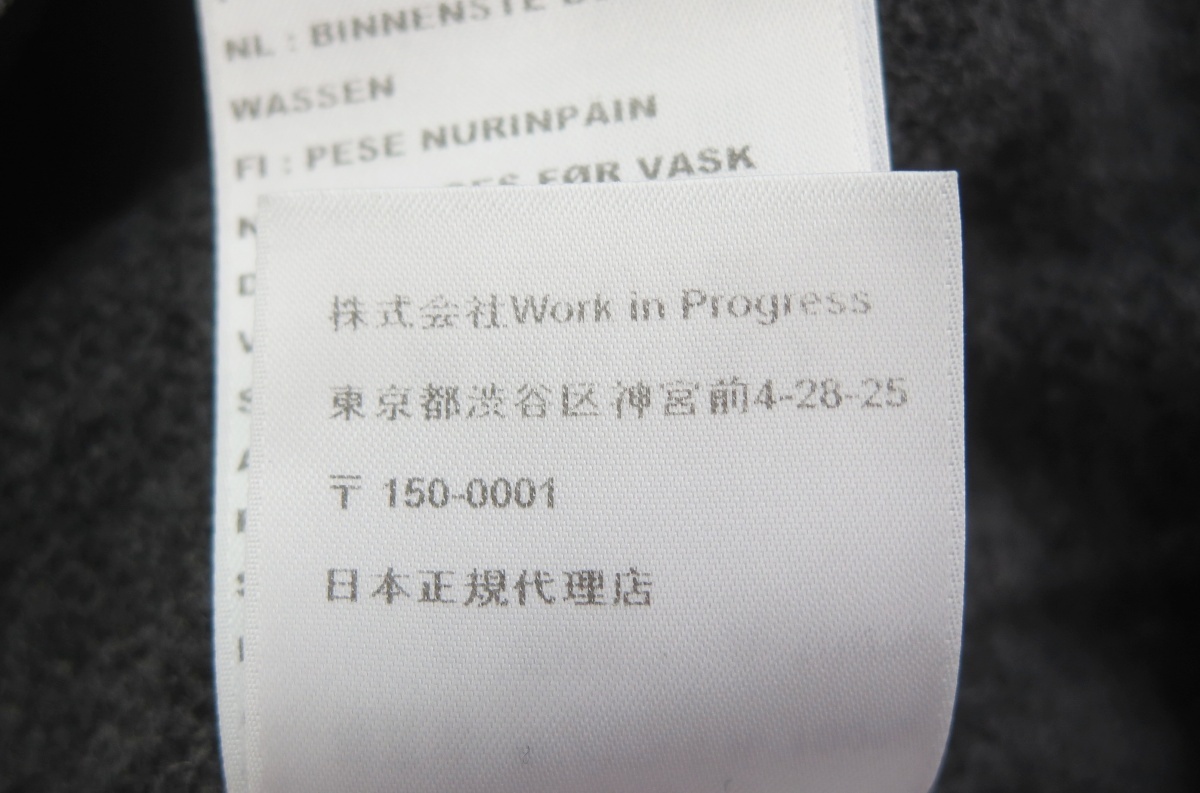 NL : BINNENSTE
WASSEN
FI : PESE NURINPÄIN
FØR VASK
株式会社Work in Progress
東京都渋谷区神宮前4-28-25
〒 150-0001
日本正規代理店